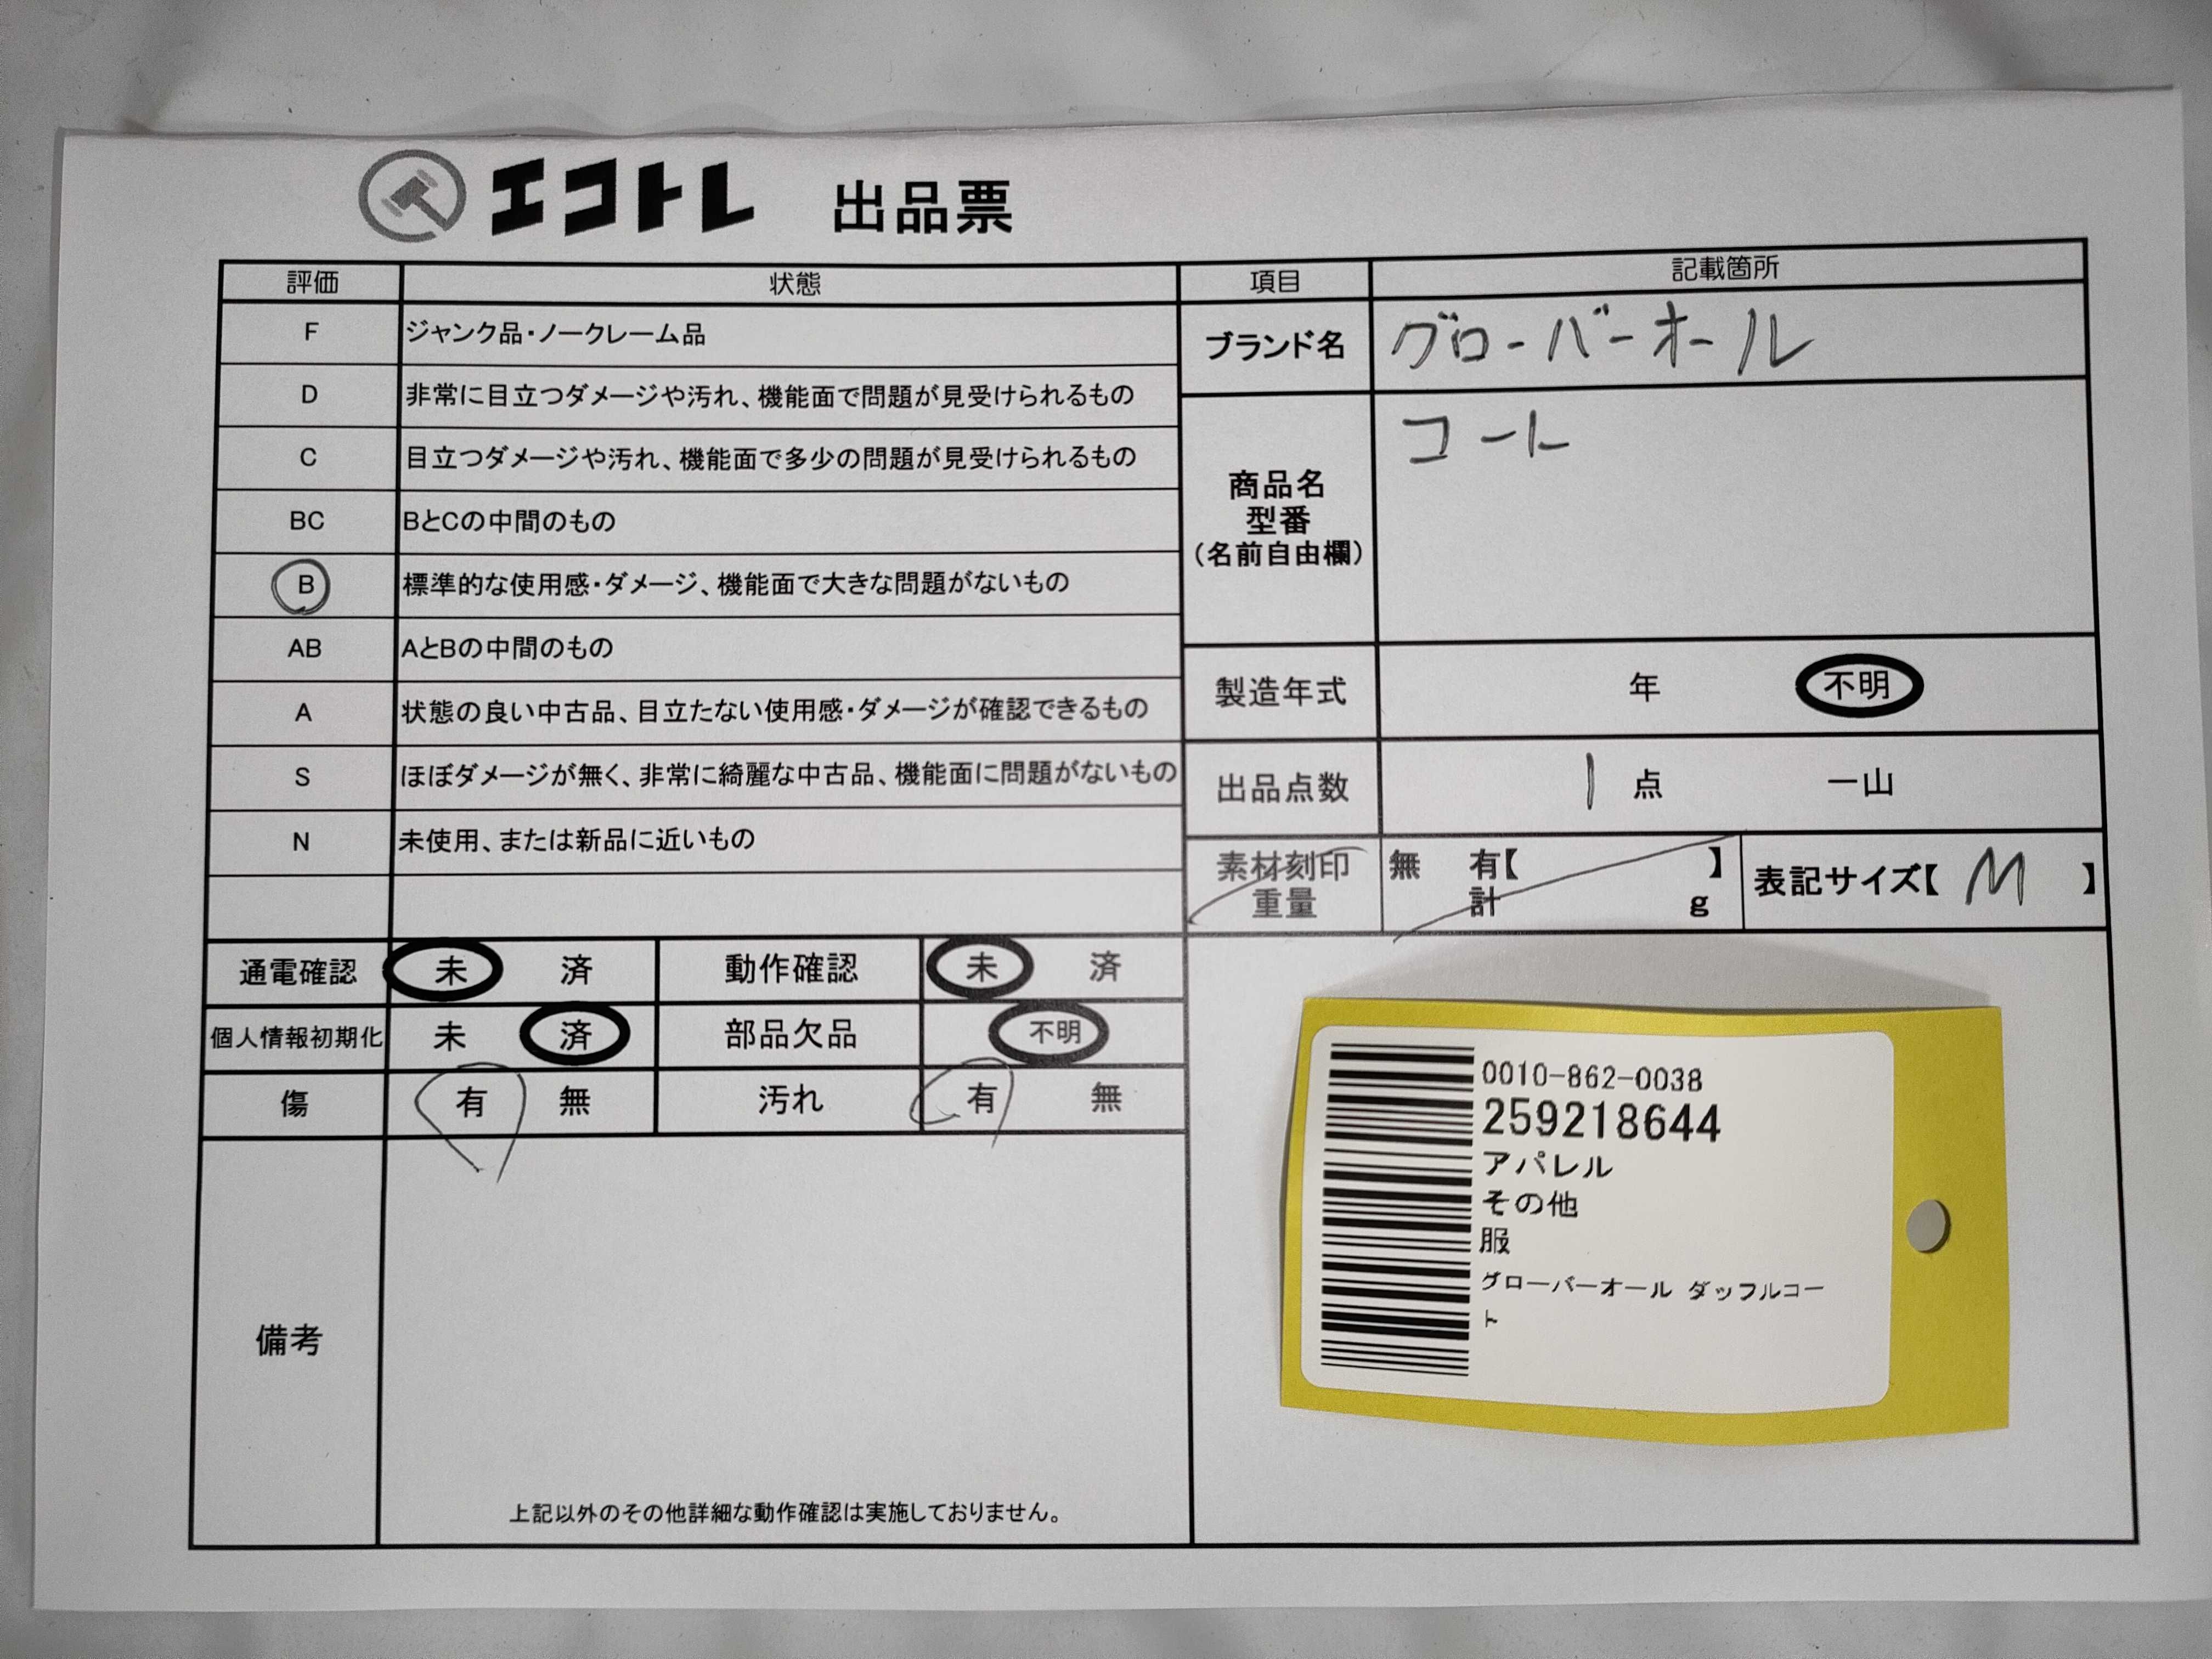 エコトレ 出品票
評価 状態
F ジャンク品・ノークレーム品
D 非常に目立つダメージや汚れ、機能面で問題が見受けられるもの
C 目立つダメージや汚れ、機能面で多少の問題が見受けられるもの
BC BとCの中間のもの
B 標準的な使用感・ダメージ、機能面で大きな問題がないもの
AB AとBの中間のもの
A 状態の良い中古品、目立たない使用感・ダメージが確認できるもの
S ほぼダメージが無く、非常に綺麗な中古品、機能面に問題がないもの
N 未使用、または新品に近いもの
通電確認 未 済 動作確認 未 済
個人情報初期化 未 済 部品欠品 不明
傷 有 無 汚れ 有 無
備考
上記以外のその他詳細な動作確認は実施しておりません。
項目 記載箇所
ブランド名 グローバーオール
商品名
型番
(名前自由欄)
コート
製造年式 年 不明
出品点数 1 点 一山
素材刻印 無 有【 】
重量 計 g
表記サイズ【 M 】
0010-862-0038
259218644
アパレル
その他
服
グローバーオール ダッフルコー
ト